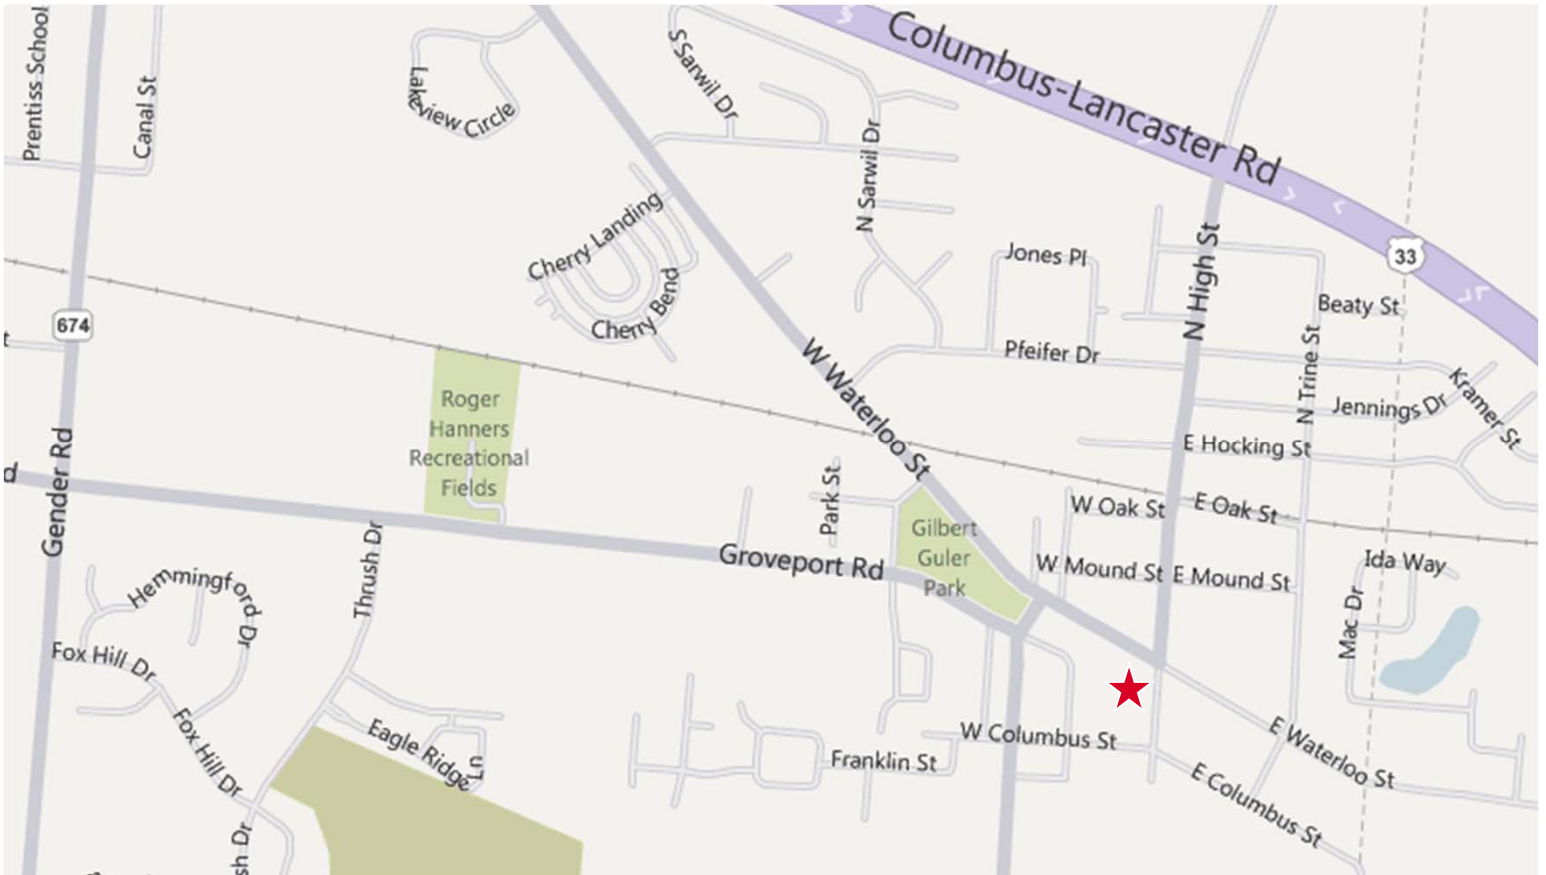 Prentiss School
Canal St
Lakeview Circle
S Sarwil Dr
Columbus-Lancaster Rd
N Sarwil Dr
Cherry Landing
Cherry Bend
Jones Pl
N High St
33
Beaty St
674
W Waterloo St
Pfeifer Dr
N Trine St
Kramer St
Jennings Dr
E Hocking St
Roger
Hanners
Recreational
Fields
Gender Rd
Park St
W Oak St
E Oak St
Gilbert
Guler
Park
Groveport Rd
W Mound St
E Mound St
Ida Way
Mac Dr
Thrush Dr
Hemmingford Dr
Fox Hill Dr
Fox Hill Dr
Eagle Ridge Ln
W Columbus St
Franklin St
E Waterloo St
E Columbus St
sh Dr